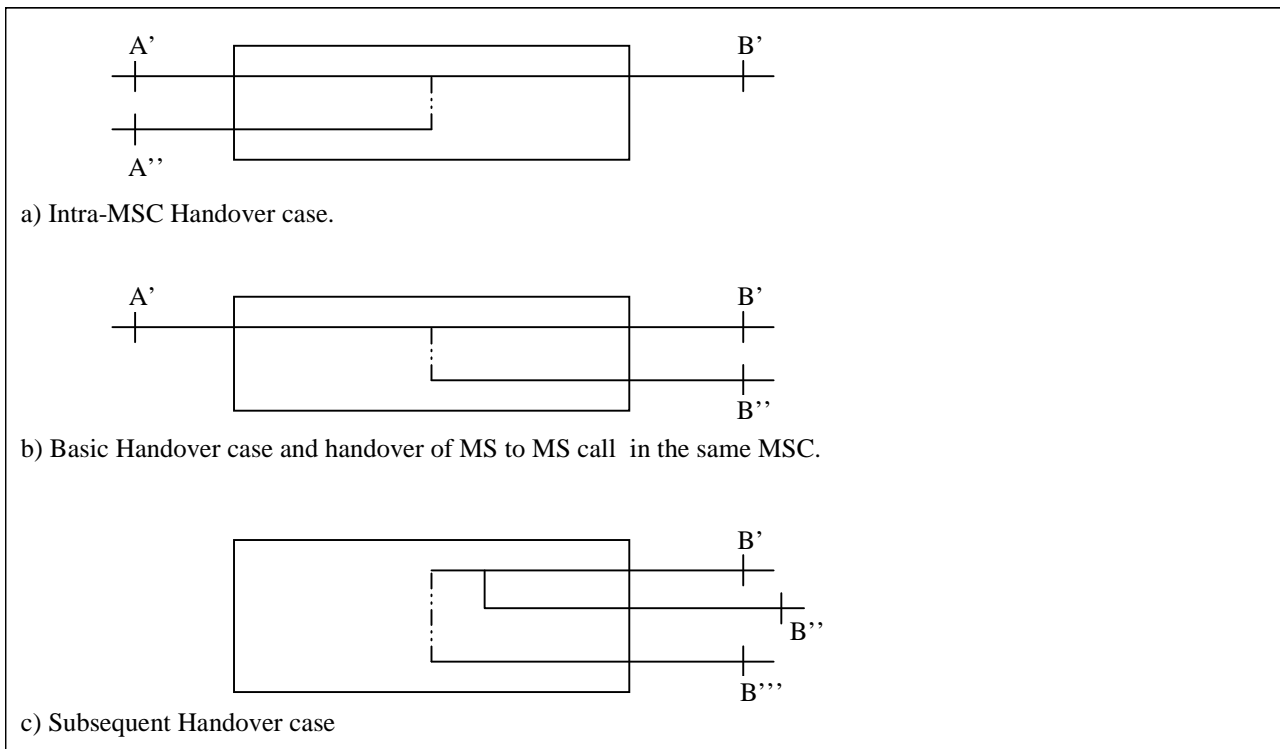 A’ B’
A’’
a) Intra-MSC Handover case.
A’ B’
B’’
b) Basic Handover case and handover of MS to MS call  in the same MSC.
B’
B’’
B’’’
c) Subsequent Handover case